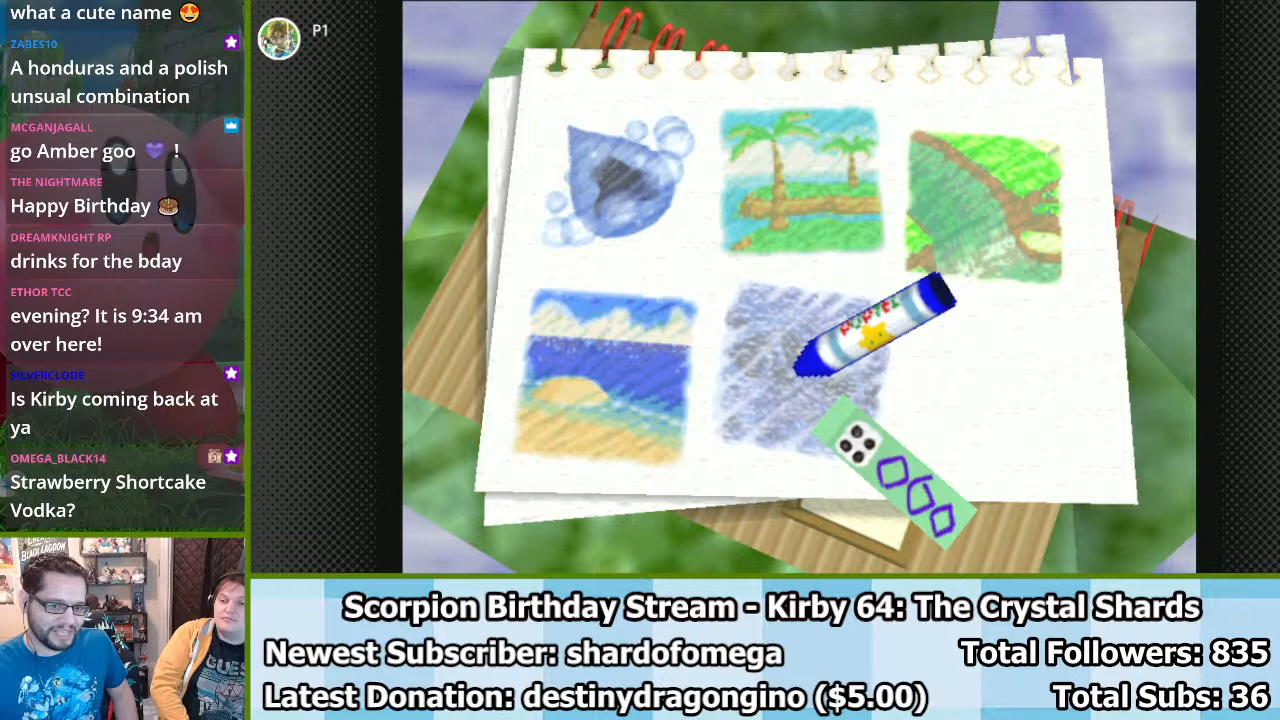 what a cute name
ZABES10
A honduras and a polish
unsual combination
MCGANJAGALL
go Amber goo 💜 !
THE NIGHTMARE
Happy Birthday
DREAMKNIGHT RP
drinks for the bday
ETHOR TCC
evening? It is 9:34 am
over here!
SILVERCLODE
Is Kirby coming back at
ya
OMEGA_BLACK14
Strawberry Shortcake
Vodka?
P1
BLACK LAGOON
Scorpion Birthday Stream - Kirby 64: The Crystal Shards
Newest Subscriber: shardofomega
Total Followers: 835
Latest Donation: destinydragongino ($5.00)
Total Subs: 36